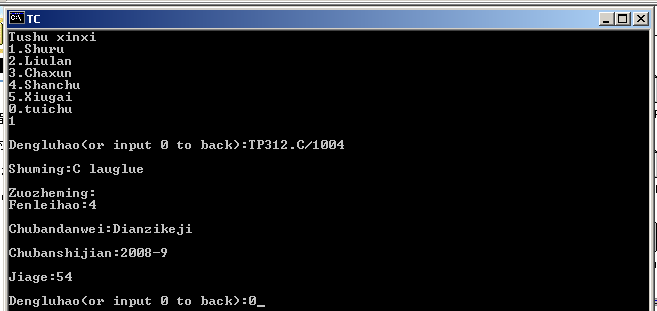 TC
Tushu xinxi
1.Shuru
2.Liulan
3.Chaxun
4.Shanchu
5.Xiugai
0.tuichu
1
Dengluhao(or input 0 to back):TP312.C/1004
Shuming:C lauglue
Zuozheming:
Fenleihao:4
Chubandanwei:Dianzikeji
Chubanshijian:2008-9
Jiage:54
Dengluhao(or input 0 to back):0_